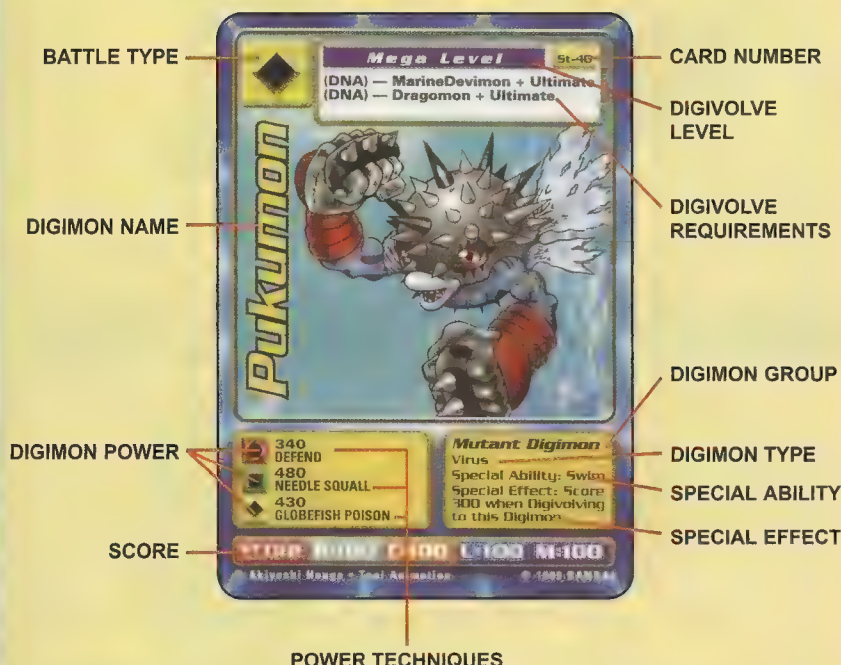 BATTLE TYPE
Mega Level
St-40
(DNA) — MarineDevimon + Ultimate
(DNA) — Dragomon + Ultimate
CARD NUMBER
DIGIVOLVE
LEVEL
DIGIVOLVE
REQUIREMENTS
DIGIMON NAME
Pukumon
DIGIMON GROUP
DIGIMON POWER
340
DEFEND
480
NEEDLE SQUALL
430
GLOBEFISH POISON
Mutant Digimon
Virus
Special Ability: Swim
Special Effect: Score
300 when Digivolving
to this Digimon
DIGIMON TYPE
SPECIAL ABILITY
SPECIAL EFFECT
SCORE
L:100 M:100
Toei Animation
POWER TECHNIQUES